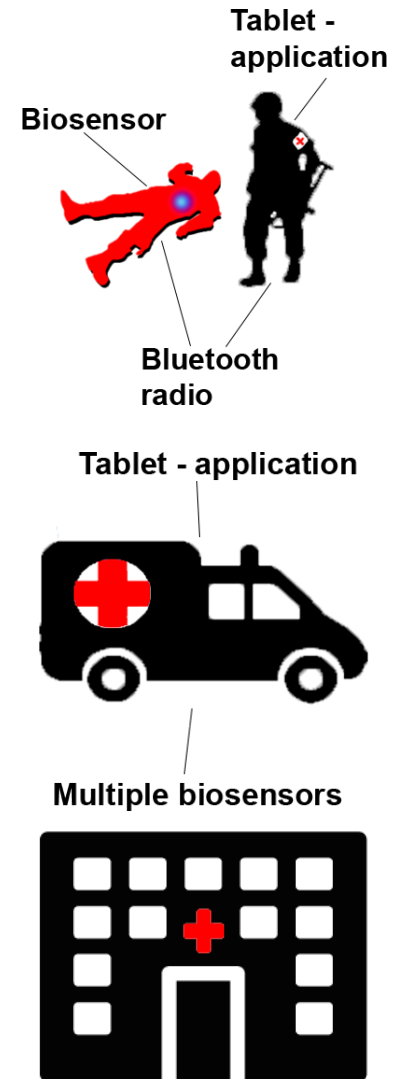 Tablet -
application
Biosensor
Bluetooth
radio
Tablet - application
Multiple biosensors